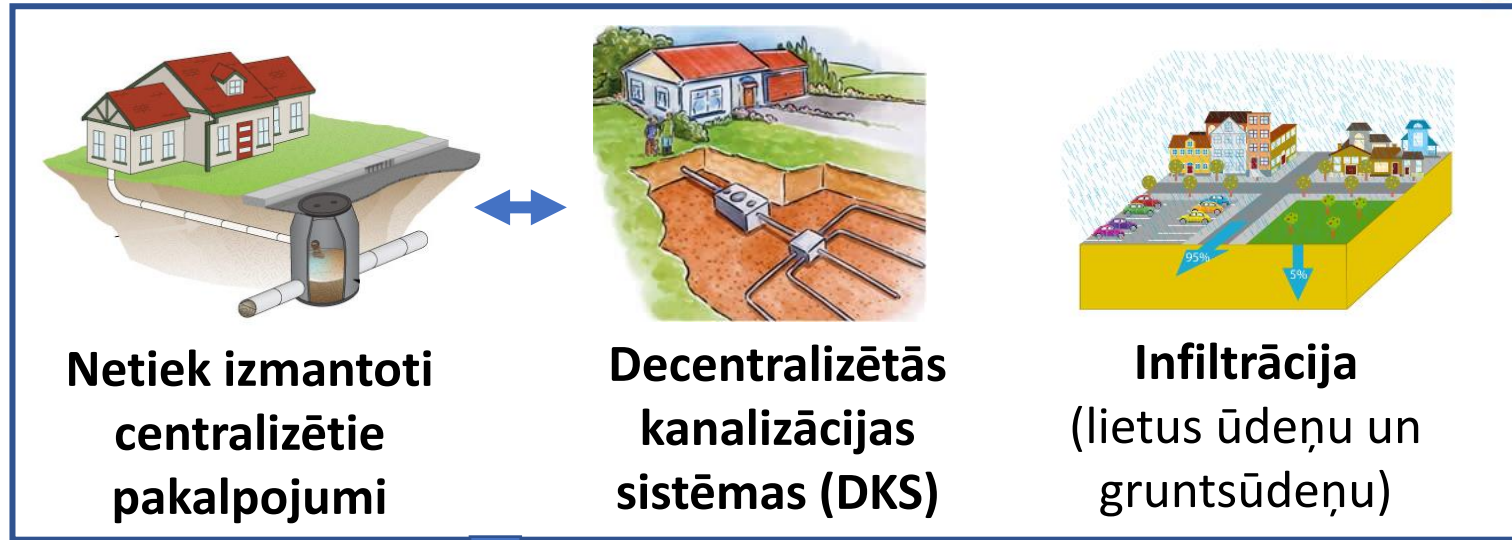 95%
5%
Netiek izmantoti
centralizētie
pakalpojumi
Decentralizētās
kanalizācijas
sistēmas (DKS)
Infiltrācija
(lietus ūdeņu un
gruntsūdeņu)